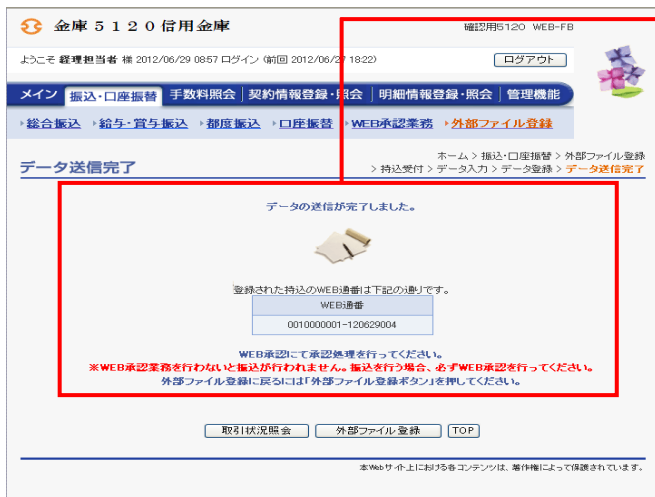 金庫５１２０信用金庫
確認用5120 WEB-FB
ようこそ 経理担当者 様 2012/06/29 08:57 ログイン (前回 2012/06/27 18:22)
ログアウト
メイン 振込・口座振替 手数料照会 契約情報登録・照会 明細情報登録・照会 管理機能
総合振込 給与・賞与振込 都度振込 口座振替 WEB承認業務 外部ファイル登録
ホーム > 振込・口座振替 > 外部ファイル登録
データ送信完了
> 持込受付 > データ入力 > データ登録 > データ送信完了
データの送信が完了しました。
登録された持込のWEB通番は下記の通りです。
WEB通番
0010000001-120629004
WEB承認にて承認処理を行ってください。
※WEB承認業務を行わないと振込が行われません。振込を行う場合、必ずWEB承認を行ってください。
外部ファイル登録に戻るには「外部ファイル登録ボタン」を押してください。
取引状況照会 外部ファイル登録 TOP
本Webサイト上における各コンテンツは、著作権によって保護されています。